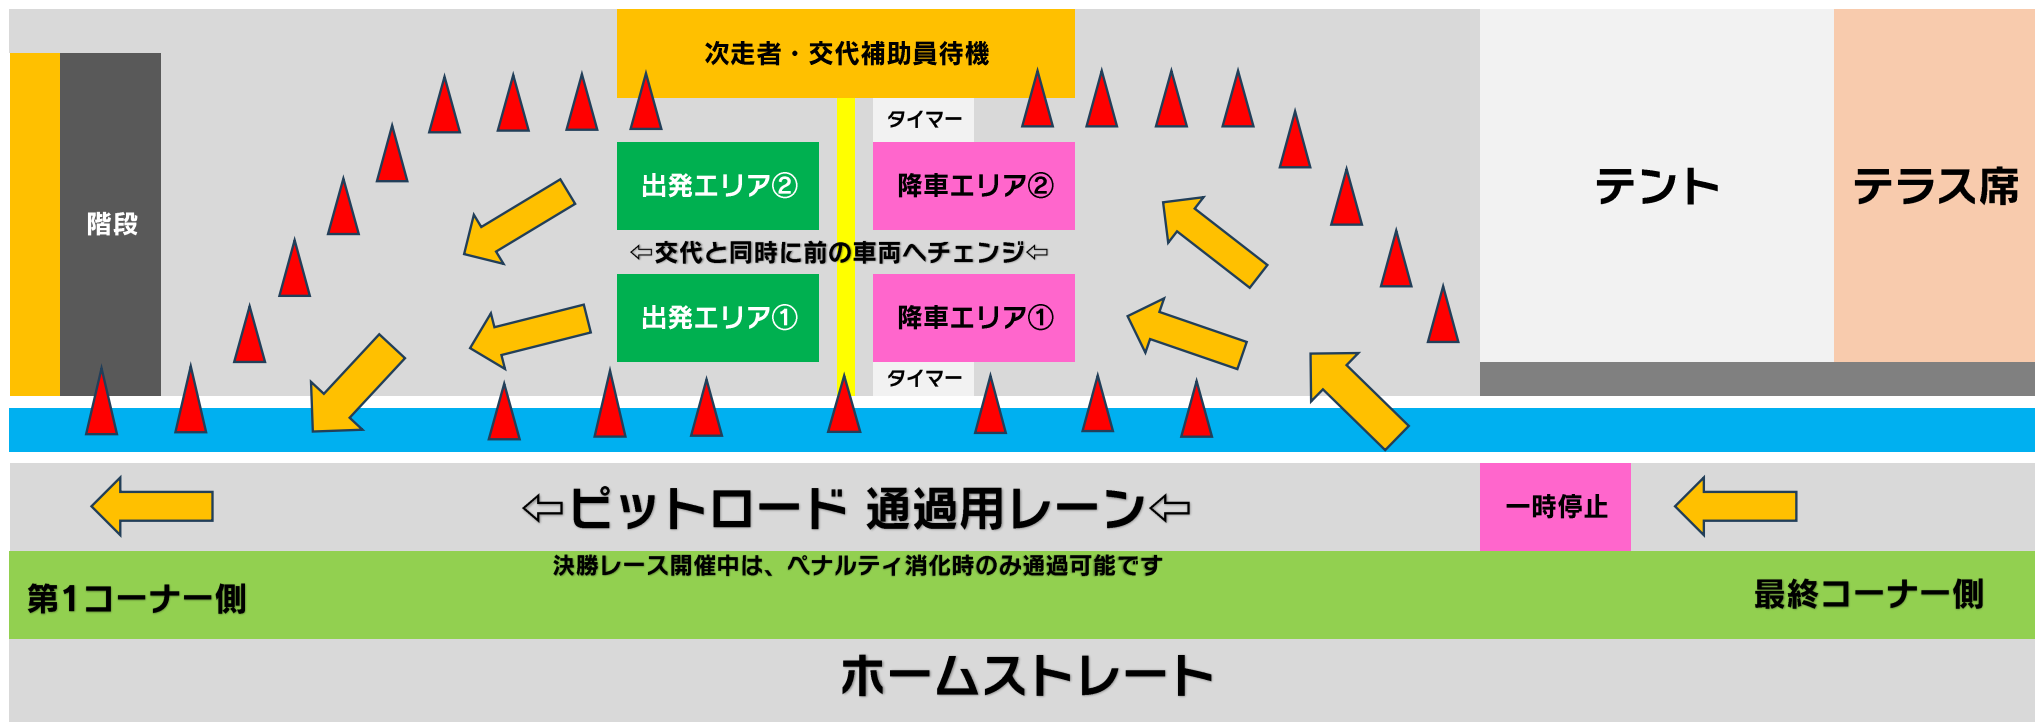 次走者・交代補助員待機
タイマー
階段
出発エリア②
降車エリア②
テント
テラス席
⇦交代と同時に前の車両へチェンジ⇦
出発エリア①
降車エリア①
タイマー
⇦ピットロード 通過用レーン⇦
一時停止
決勝レース開催中は、ペナルティ消化時のみ通過可能です
第1コーナー側
最終コーナー側
ホームストレート